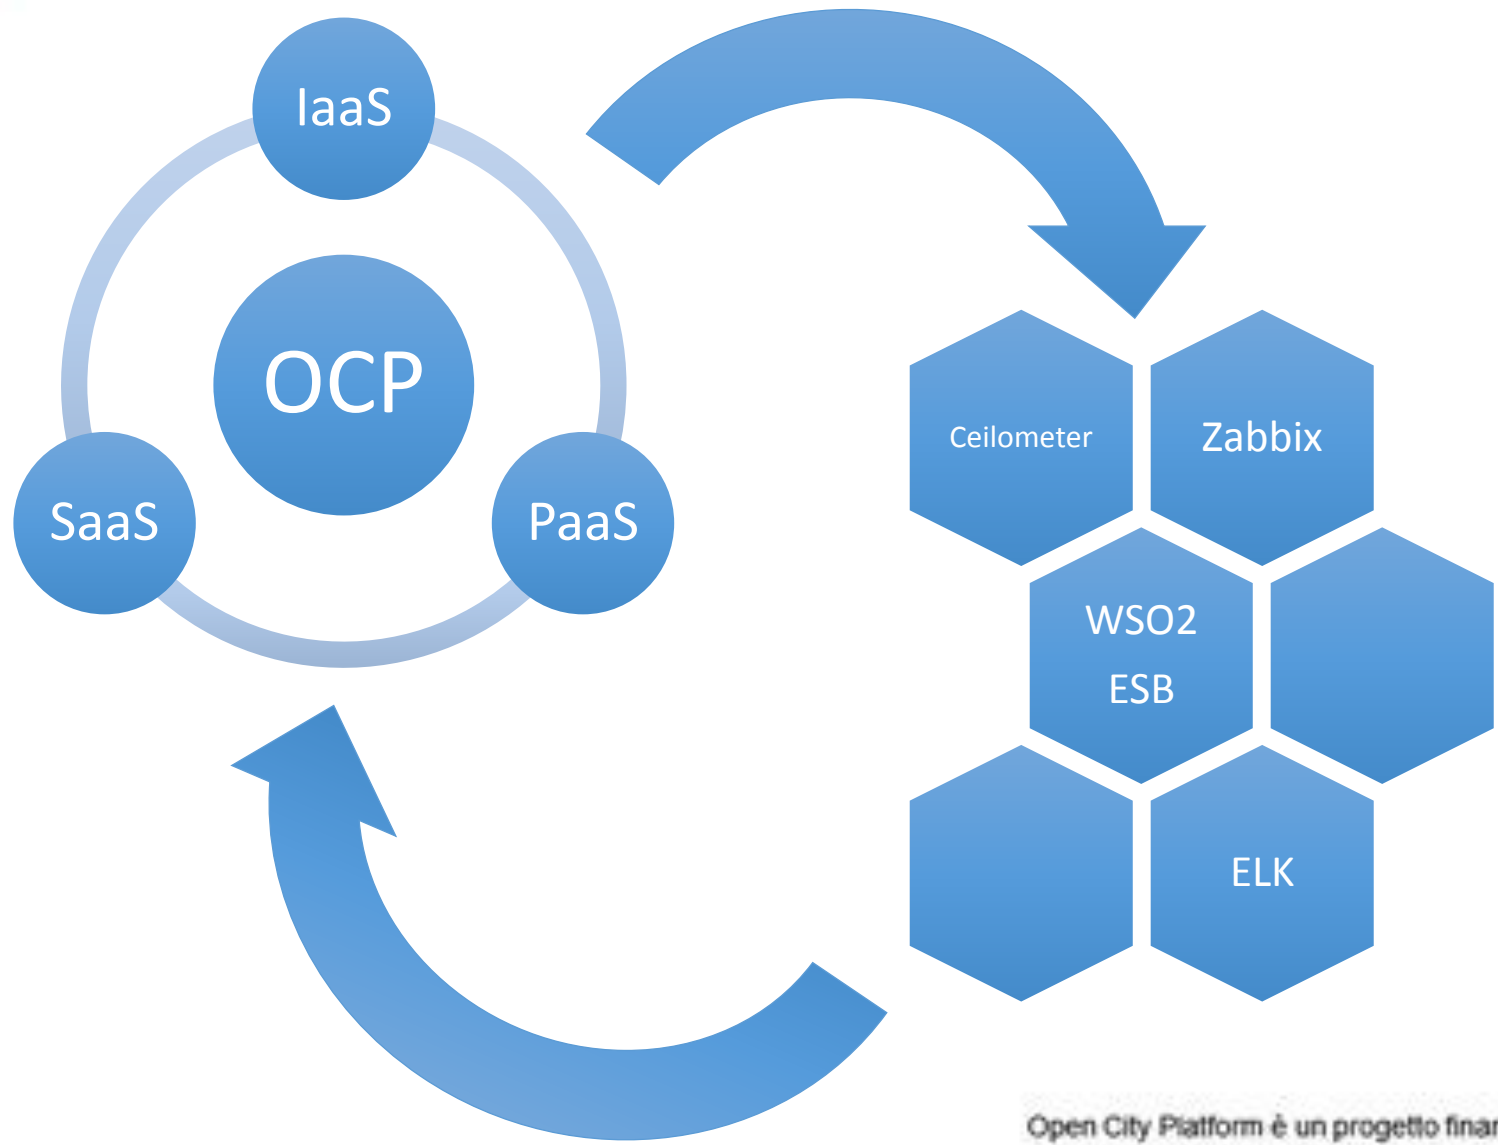 IaaS
OCP
SaaS
PaaS
Ceilometer
Zabbix
WSO2
ESB
ELK
Open City Platform è un progetto